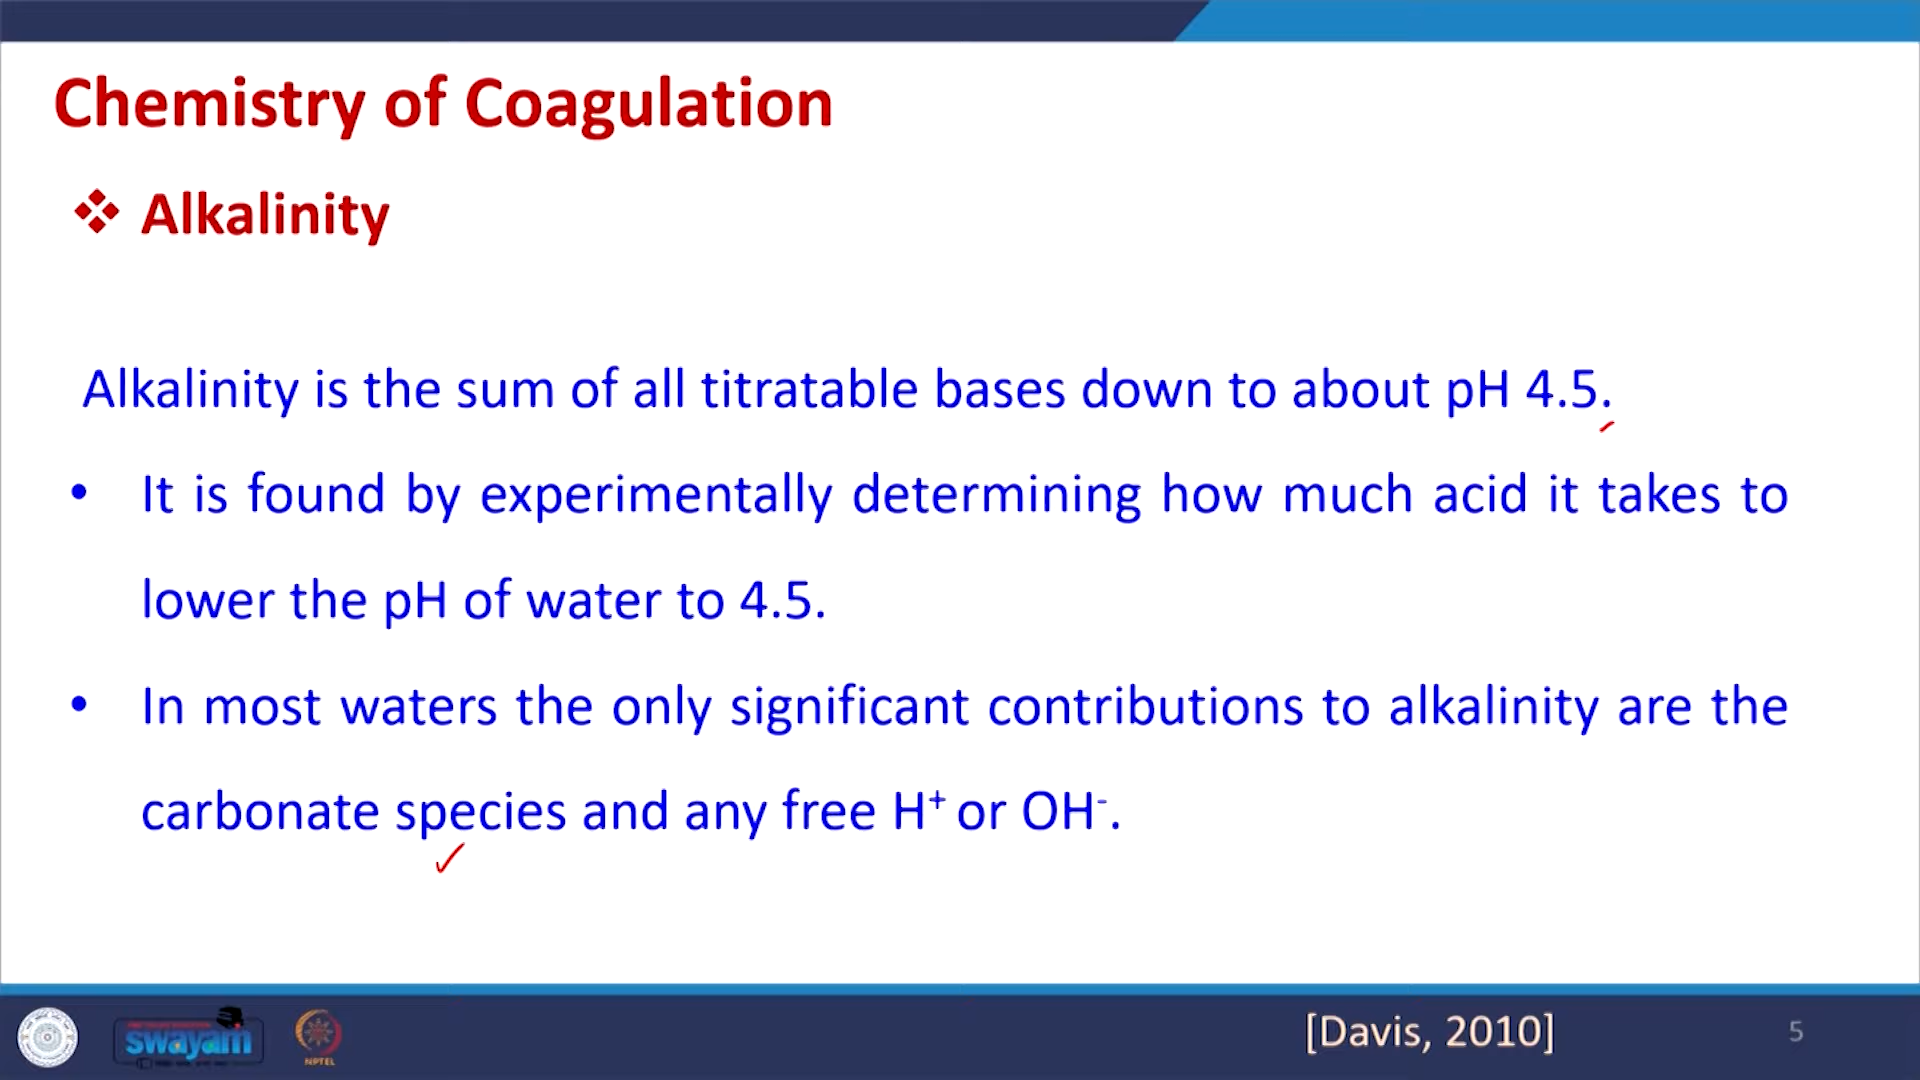 Chemistry of Coagulation
❖ Alkalinity
Alkalinity is the sum of all titratable bases down to about pH 4.5.
• It is found by experimentally determining how much acid it takes to
lower the pH of water to 4.5.
• In most waters the only significant contributions to alkalinity are the
carbonate species and any free H⁺ or OH⁻.
swayam
NPTEL
[Davis, 2010]
5